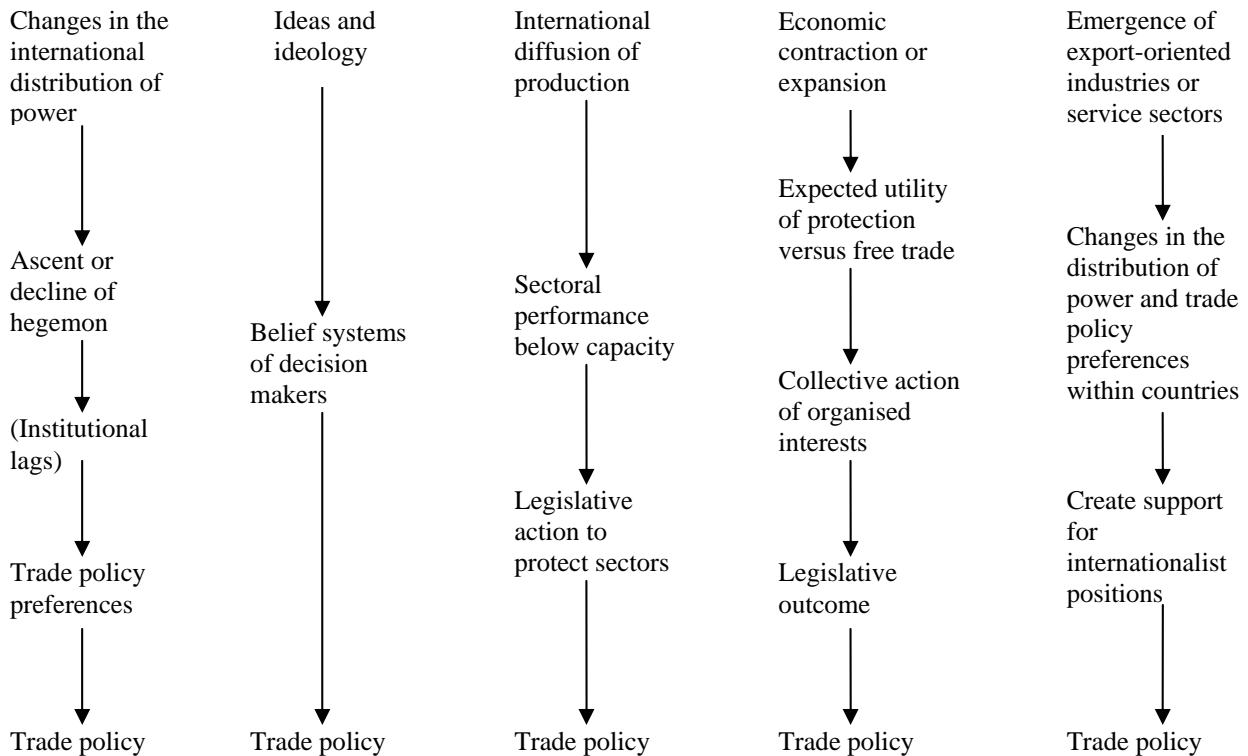 Changes in the
international
distribution of
power
Ascent or
decline of
hegemon
(Institutional
lags)
Trade policy
preferences
Trade policy
Ideas and
ideology
Belief systems
of decision
makers
Trade policy
International
diffusion of
production
Sectoral
performance
below capacity
Legislative
action to
protect sectors
Trade policy
Economic
contraction or
expansion
Expected utility
of protection
versus free trade
Collective action
of organised
interests
Legislative
outcome
Trade policy
Emergence of
export-oriented
industries or
service sectors
Changes in the
distribution of
power and trade
policy
preferences
within countries
Create support
for
internationalist
positions
Trade policy